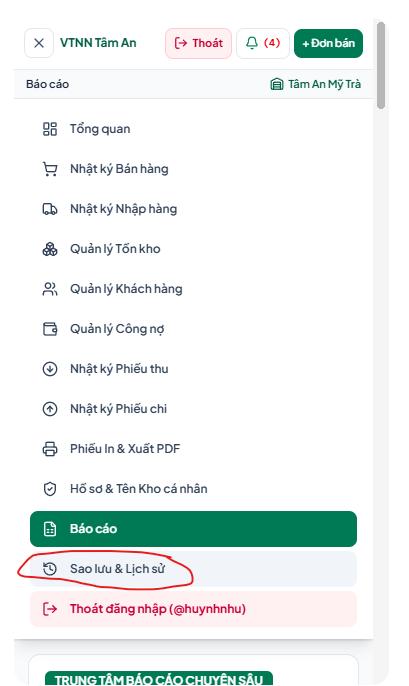 VTNN Tâm An
Thoát
(4)
+ Đơn bán
Báo cáo
Tâm An Mỹ Trà
Tổng quan
Nhật ký Bán hàng
Nhật ký Nhập hàng
Quản lý Tồn kho
Quản lý Khách hàng
Quản lý Công nợ
Nhật ký Phiếu thu
Nhật ký Phiếu chi
Phiếu In & Xuất PDF
Hồ sơ & Tên Kho cá nhân
Báo cáo
Sao lưu & Lịch sử
Thoát đăng nhập (@huynhnhu)
TRUNG TÂM BÁO CÁO CHUYÊN SÂU